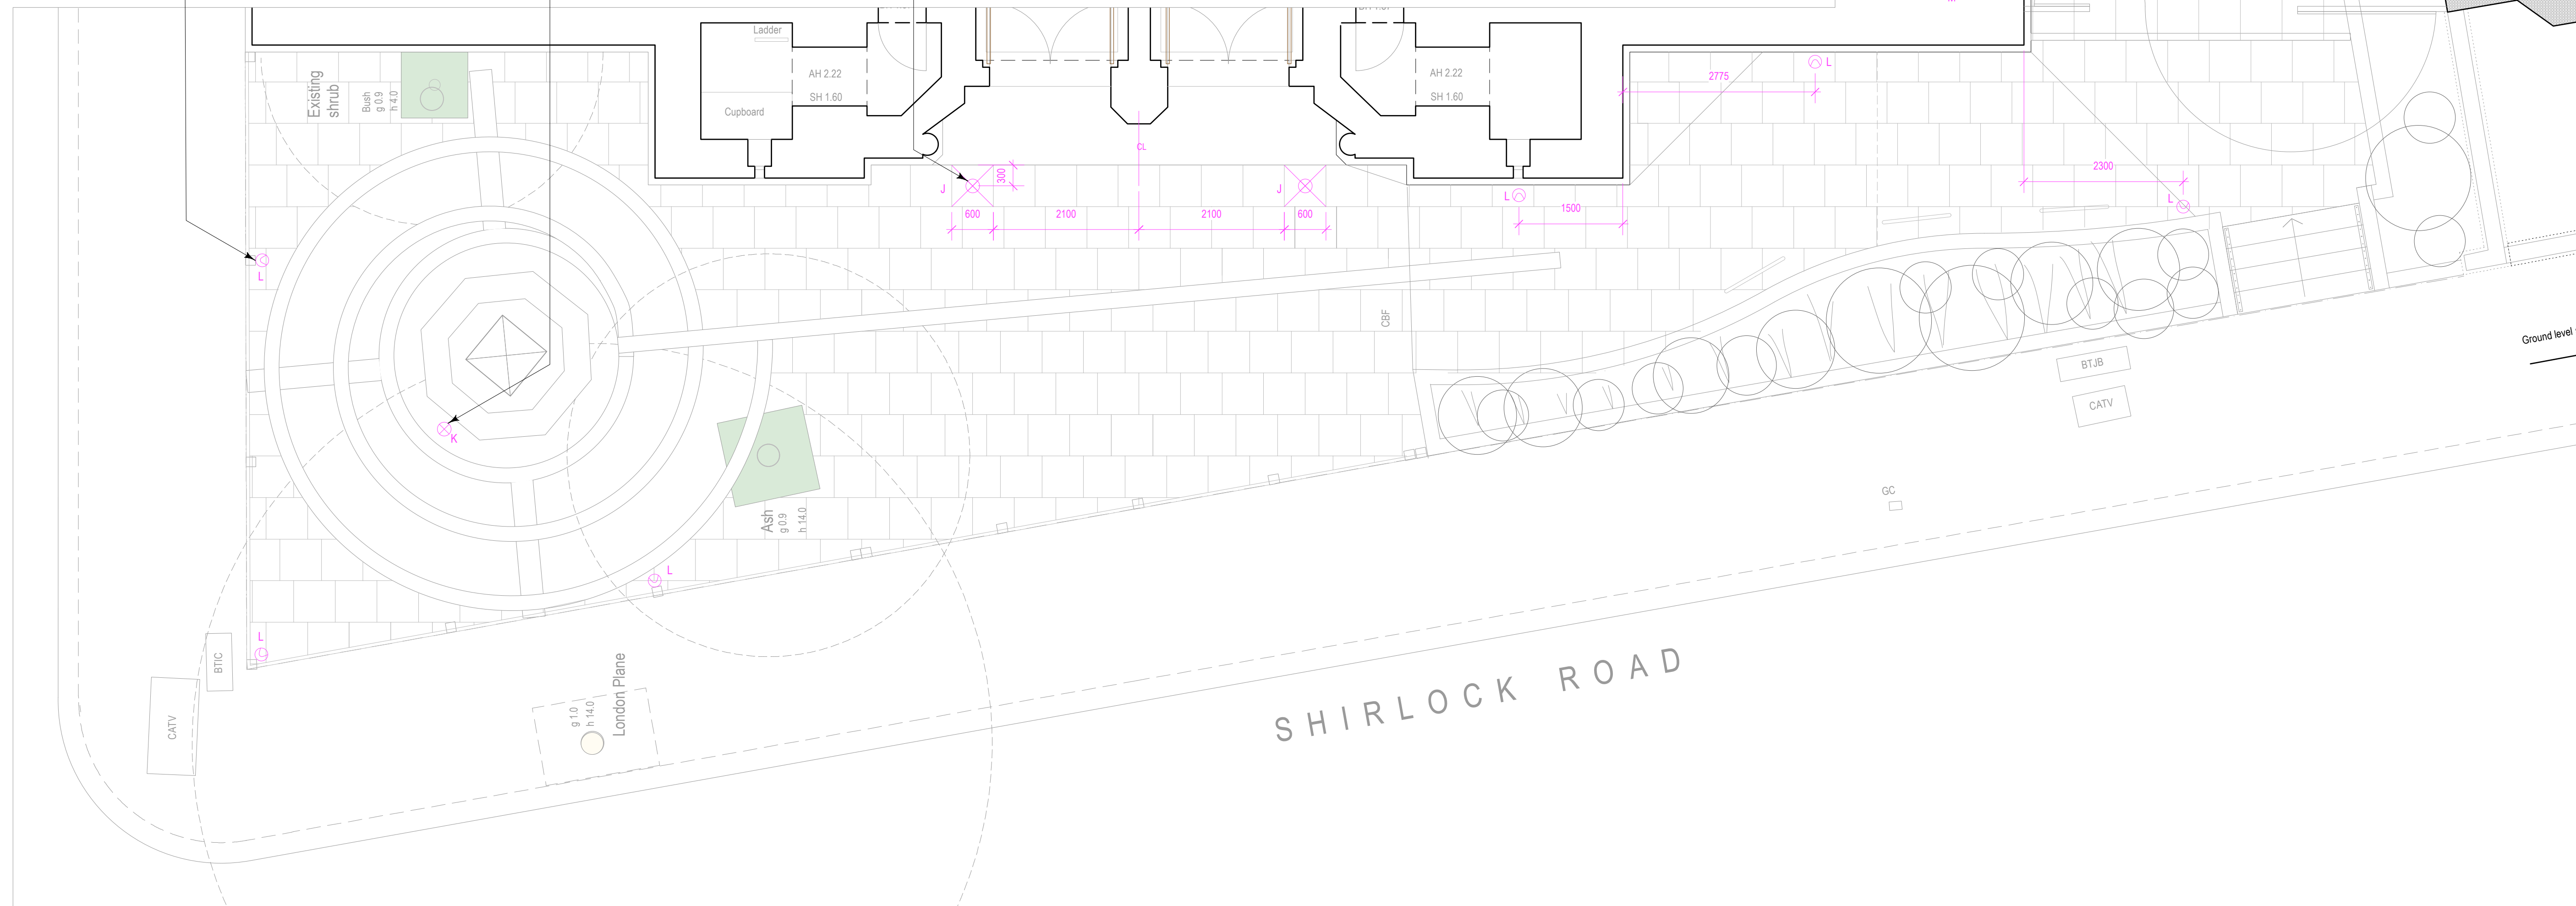 Ladder
AH 2.22
SH 1.60
Cupboard
AH 2.22
SH 1.60
Existing
shrub
Bush
g 0.9
h 4.0
CL
J
300
J
600
2100
2100
600
2775
L
L
1500
2300
L
L
K
CBF
Ash
g 0.9
h 14.0
L
L
BTIC
CATV
g 1.0
h 14.0
London Plane
BTJB
CATV
GC
Ground level
SHIRLOCK ROAD